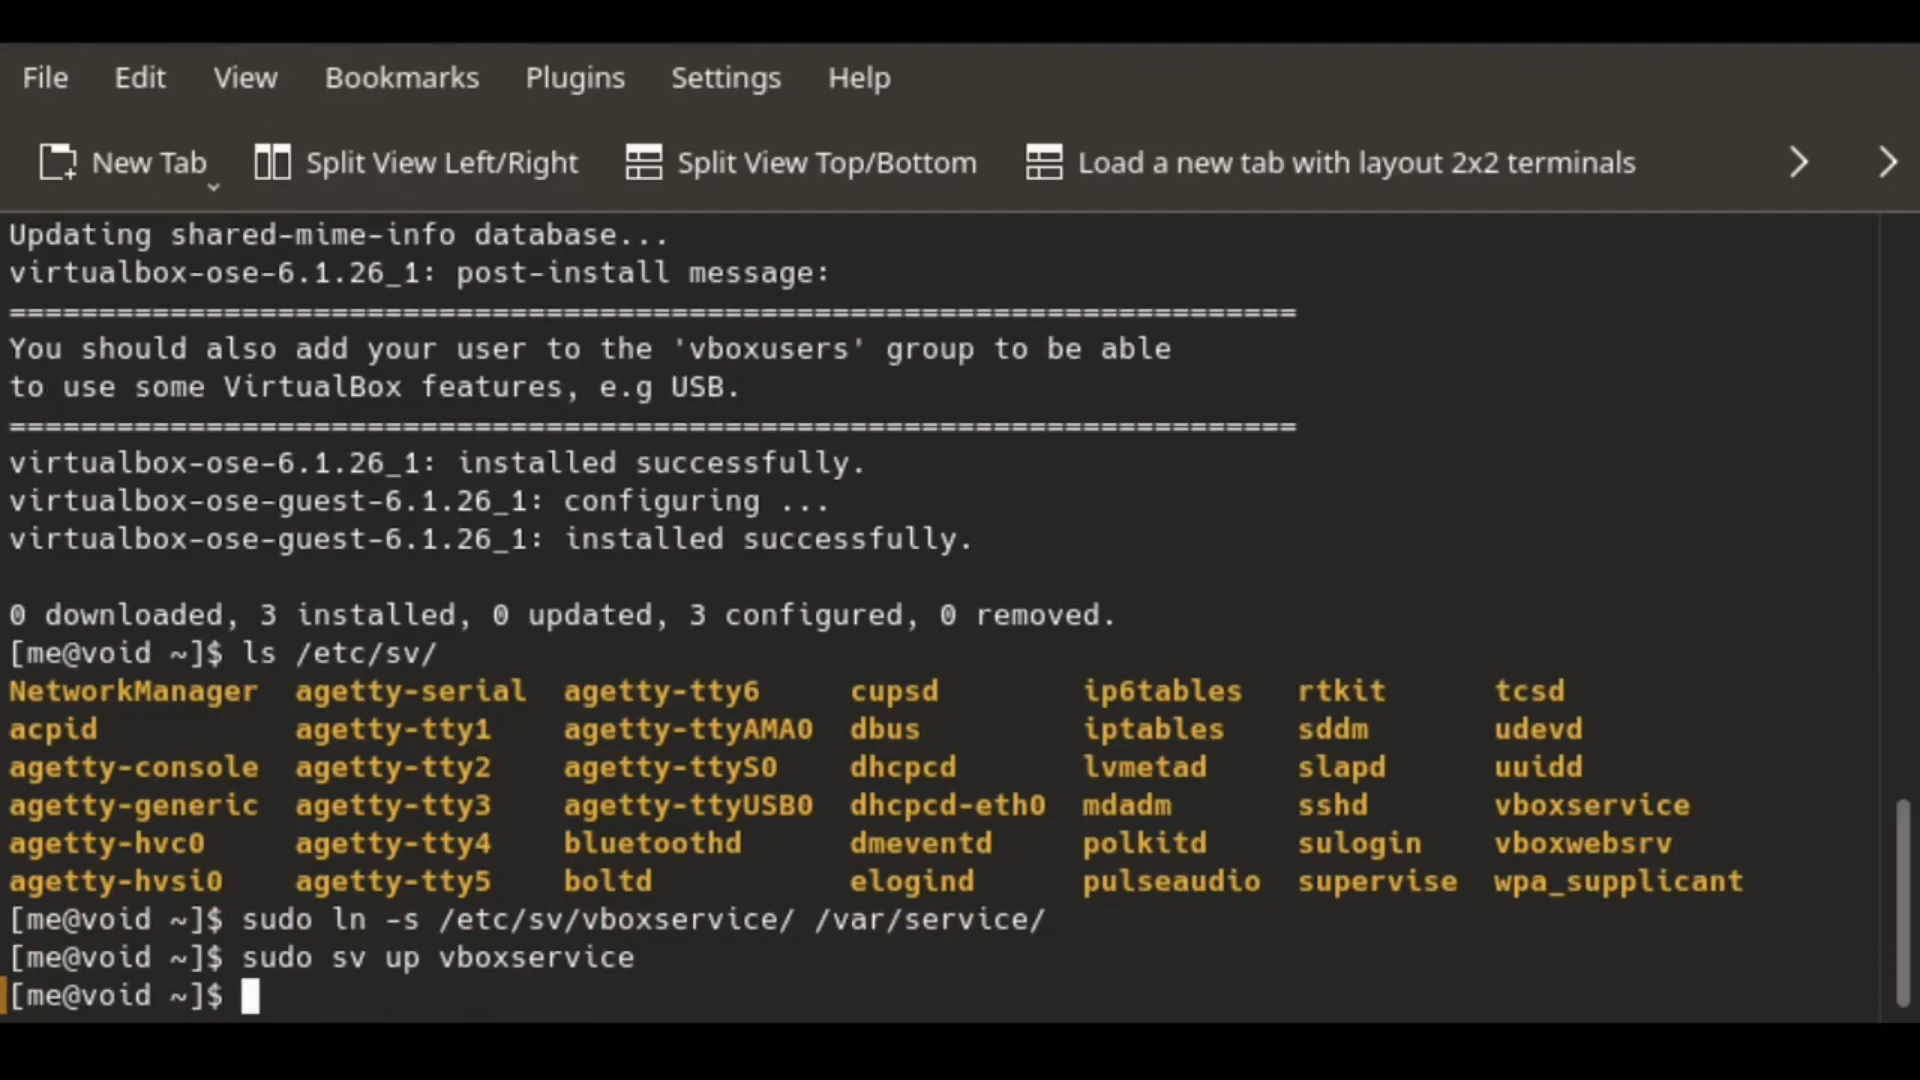 File Edit View Bookmarks Plugins Settings Help
New Tab Split View Left/Right Split View Top/Bottom Load a new tab with layout 2x2 terminals
Updating shared-mime-info database...
virtualbox-ose-6.1.26_1: post-install message:
========================================================================
You should also add your user to the 'vboxusers' group to be able
to use some VirtualBox features, e.g USB.
========================================================================
virtualbox-ose-6.1.26_1: installed successfully.
virtualbox-ose-guest-6.1.26_1: configuring ...
virtualbox-ose-guest-6.1.26_1: installed successfully.

0 downloaded, 3 installed, 0 updated, 3 configured, 0 removed.
[me@void ~]$ ls /etc/sv/
NetworkManager agetty-serial agetty-tty6 cupsd ip6tables rtkit tcsd
acpid agetty-tty1 agetty-ttyAMA0 dbus iptables sddm udevd
agetty-console agetty-tty2 agetty-ttyS0 dhcpcd lvmetad slapd uuidd
agetty-generic agetty-tty3 agetty-ttyUSB0 dhcpcd-eth0 mdadm sshd vboxservice
agetty-hvc0 agetty-tty4 bluetoothd dmeventd polkitd sulogin vboxwebsrv
agetty-hvsi0 agetty-tty5 boltd elogind pulseaudio supervise wpa_supplicant
[me@void ~]$ sudo ln -s /etc/sv/vboxservice/ /var/service/
[me@void ~]$ sudo sv up vboxservice
[me@void ~]$